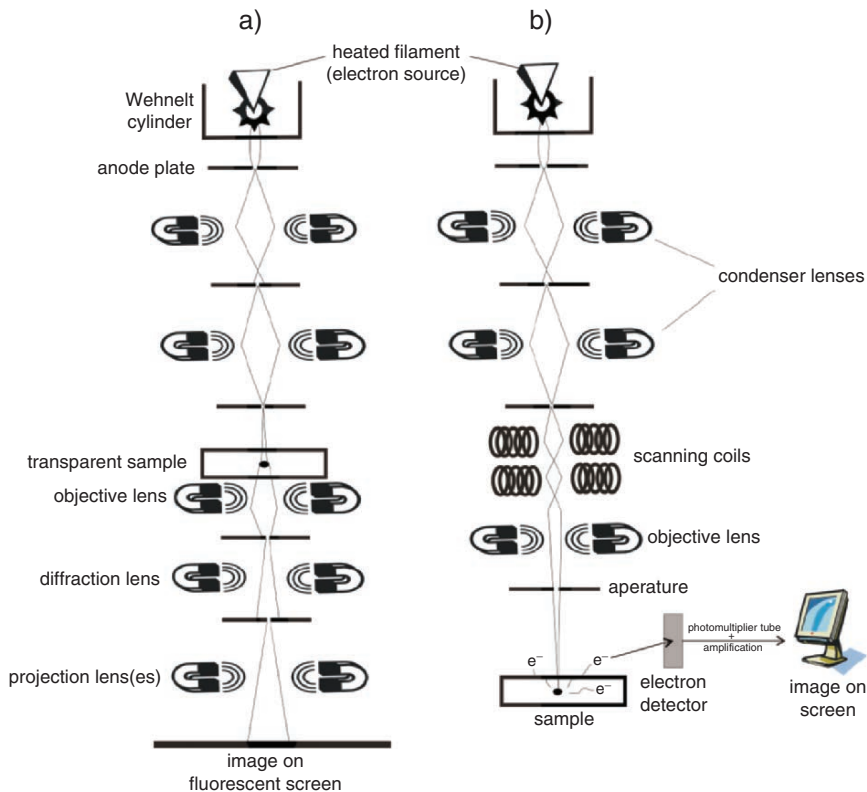 a)
b)
heated filament
(electron source)
Wehnelt
cylinder
anode plate
condenser lenses
transparent sample
scanning coils
objective lens
objective lens
diffraction lens
aperature
photomultiplier tube
+
amplification
e⁻
e⁻
e⁻
projection lens(es)
electron
detector
image on
screen
sample
image on
fluorescent screen